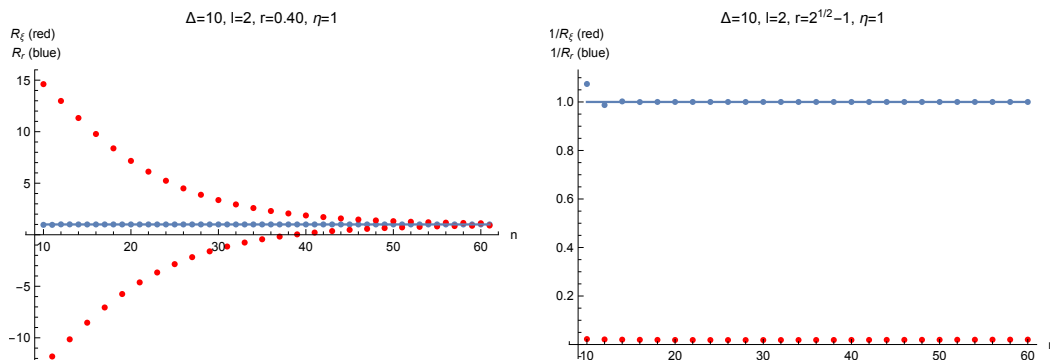 Δ=10, l=2, r=0.40, η=1
R_ξ (red)
R_r (blue)
15
10
5
10 20 30 40 50 60 n
−5
−10
Δ=10, l=2, r=2^{1/2}−1, η=1
1/R_ξ (red)
1/R_r (blue)
1.0
0.8
0.6
0.4
0.2
10 20 30 40 50 60